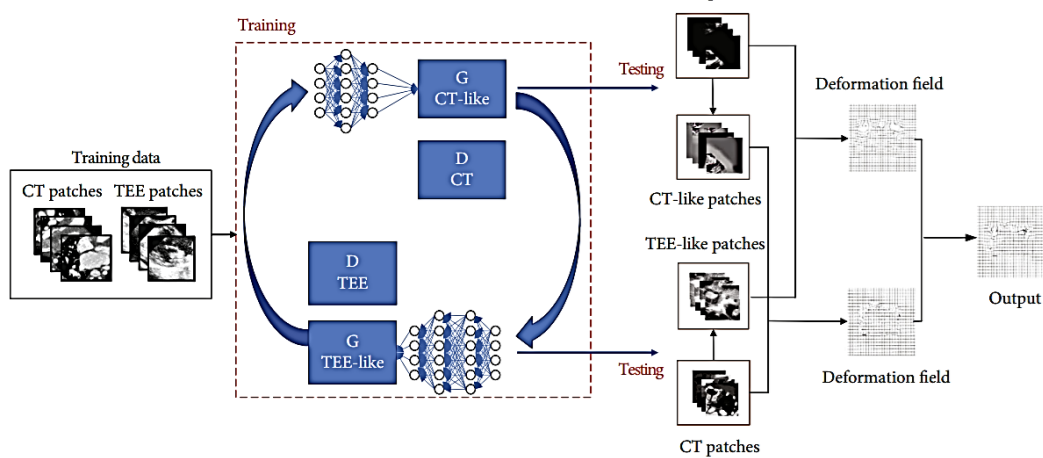 Training
Training data
CT patches
TEE patches
G
CT-like
D
CT
D
TEE
G
TEE-like
Testing
Testing
CT-like patches
TEE-like patches
CT patches
Deformation field
Deformation field
Output